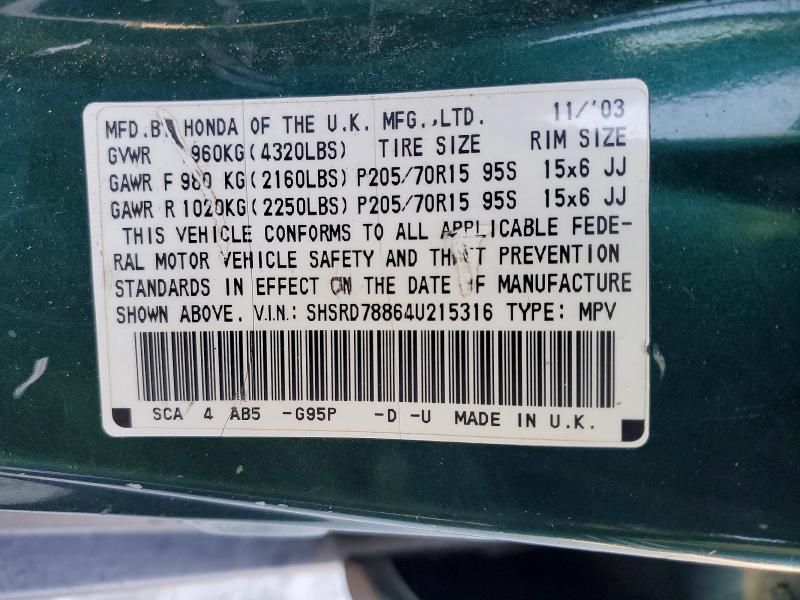 MFD.BY HONDA OF THE U.K. MFG.,LTD. 11/'03
GVWR 960KG(4320LBS) TIRE SIZE RIM SIZE
GAWR F 980 KG(2160LBS) P205/70R15 95S 15x6 JJ
GAWR R 1020KG(2250LBS) P205/70R15 95S 15x6 JJ
THIS VEHICLE CONFORMS TO ALL APPLICABLE FEDE-
RAL MOTOR VEHICLE SAFETY AND THEFT PREVENTION
STANDARDS IN EFFECT ON THE DATE OF MANUFACTURE
SHOWN ABOVE. V.I.N.: SHSRD78864U215316 TYPE: MPV
SCA 4 AB5 -G95P -D -U MADE IN U.K.